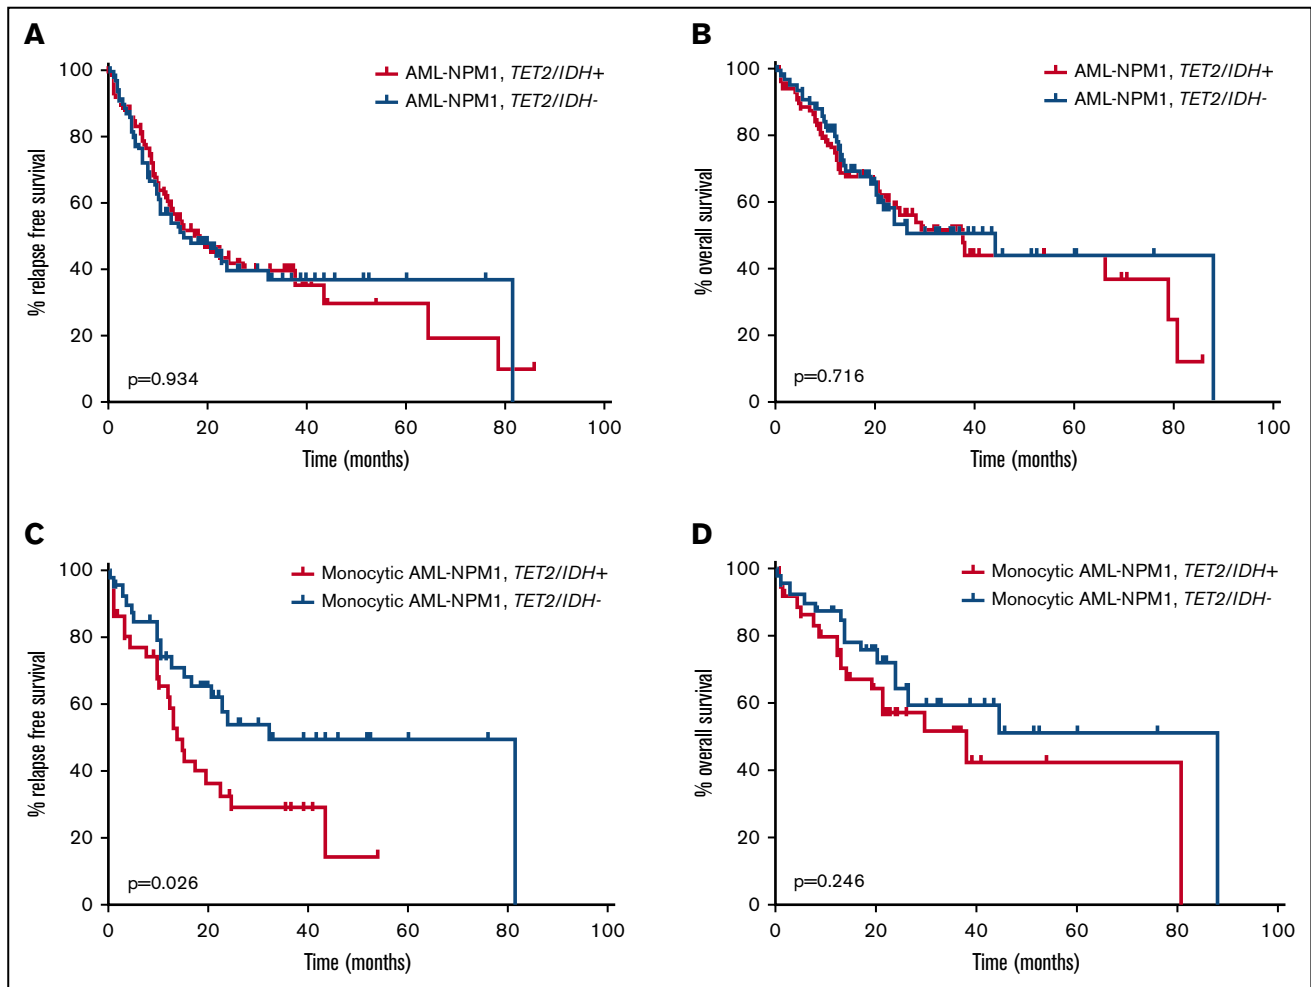 A
AML-NPM1, TET2/IDH+
AML-NPM1, TET2/IDH-
% relapse free survival
100
80
60
40
20
0
p=0.934
0 20 40 60 80 100
Time (months)
B
AML-NPM1, TET2/IDH+
AML-NPM1, TET2/IDH-
% overall survival
100
80
60
40
20
0
p=0.716
0 20 40 60 80 100
Time (months)
C
Monocytic AML-NPM1, TET2/IDH+
Monocytic AML-NPM1, TET2/IDH-
% relapse free survival
100
80
60
40
20
0
p=0.026
0 20 40 60 80 100
Time (months)
D
Monocytic AML-NPM1, TET2/IDH+
Monocytic AML-NPM1, TET2/IDH-
% overall survival
100
80
60
40
20
0
p=0.246
0 20 40 60 80 100
Time (months)